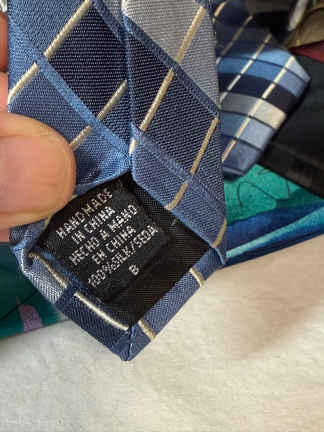 HANDMADE
IN CHINA
HECHO A MANO
EN CHINA
100%SILK/SEDA
B